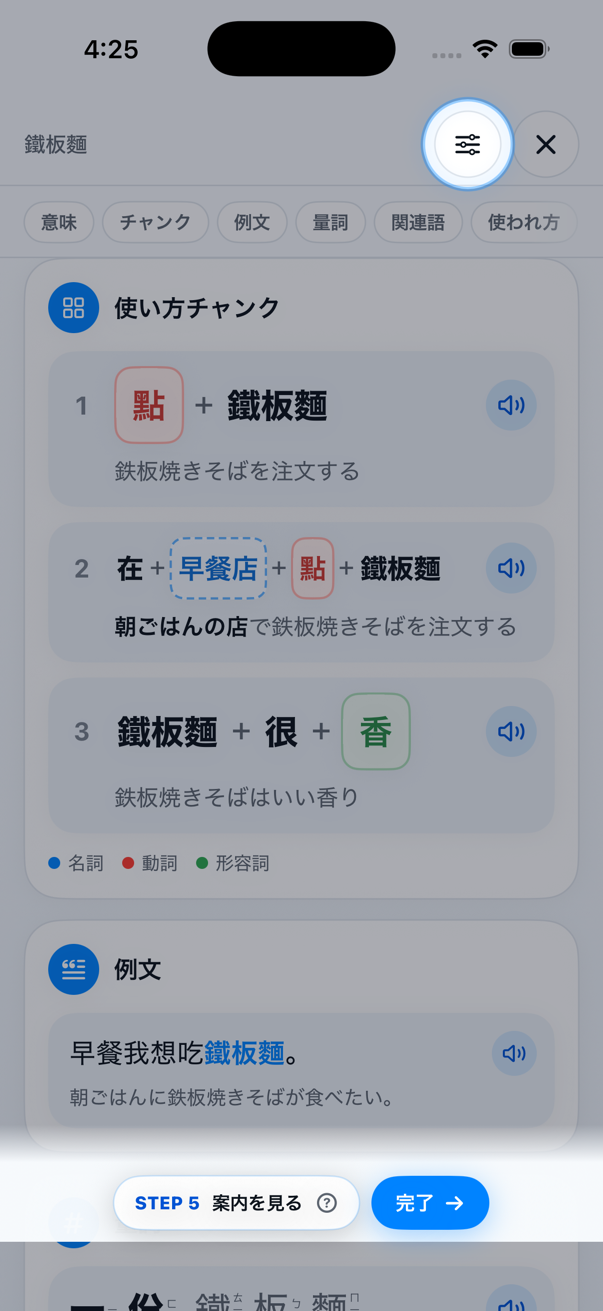 4:25
鐵板麵
意味 チャンク 例文 量詞 関連語 使われ方
使い方チャンク
1 點 + 鐵板麵
鉄板焼きそばを注文する
2 在 + 早餐店 + 點 + 鐵板麵
朝ごはんの店で鉄板焼きそばを注文する
3 鐵板麵 + 很 + 香
鉄板焼きそばはいい香り
名詞 動詞 形容詞
例文
早餐我想吃鐵板麵。
朝ごはんに鉄板焼きそばが食べたい。
STEP 5 案内を見る ? 完了 →
一 份 鐵 板 麵